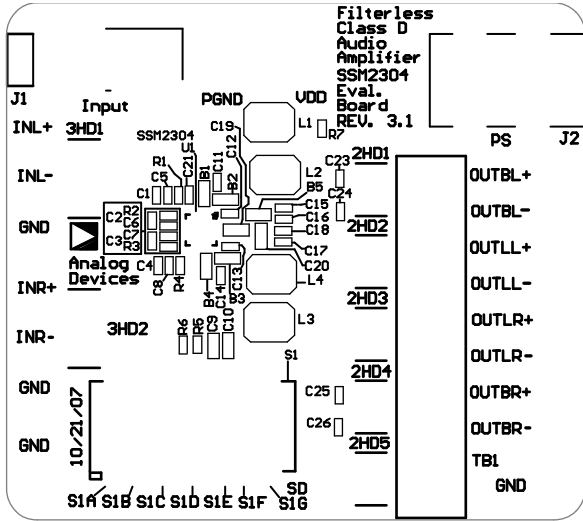 Filterless
Class D
Audio
Amplifier
SSM2304
Eval.
Board
REV. 3.1
J1
Input
PGND
VDD
C19
L1
R7
PS
J2
INL+
3HD1
SSM2304
U1
C12
2HD1
R1
C5
C21
B1
C11
B2
L2
B5
C23
INL-
C1
OUTBL+
C15
C24
C16
OUTBL-
GND
C2
R2
C6
C7
C3
R3
C18
2HD2
C17
OUTLL+
Analog
Devices
C4
C8
R4
B4
C14
C13
B3
C20
L4
OUTLL-
INR+
2HD3
3HD2
L3
OUTLR+
INR-
R6
R5
C9
C10
S1
OUTLR-
2HD4
GND
C25
OUTBR+
10/21/07
C26
OUTBR-
GND
2HD5
TB1
SD
GND
S1A
S1B
S1C
S1D
S1E
S1F
S1G